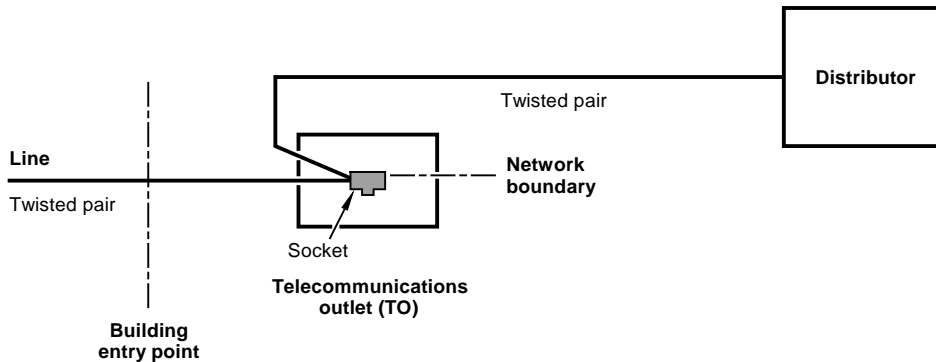 Distributor
Twisted pair
Line
Network
boundary
Twisted pair
Socket
Telecommunications
outlet (TO)
Building
entry point